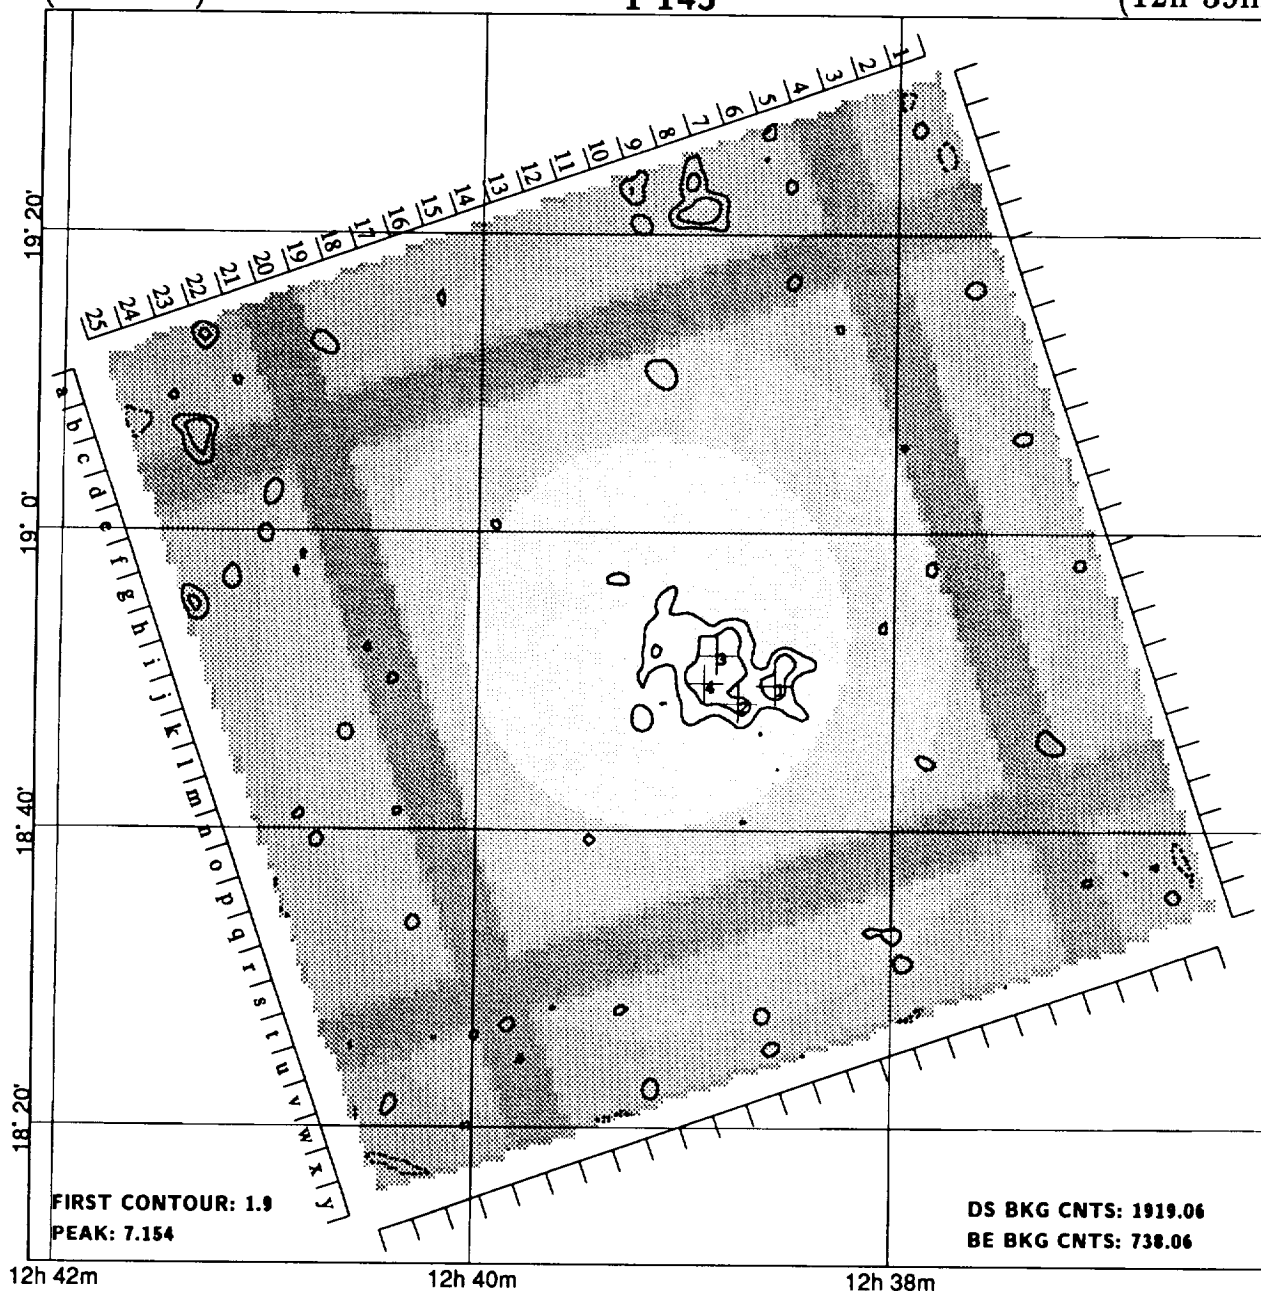 1 2 3 4 5 6 7 8 9 10 11 12 13 14 15 16 17 18 19 20 21 22 23 24 25
19° 20'
a b c d e f g h i j k l m n o p q r s t u v w x y
19° 0'
3
4 1
2
18° 40'
18° 20'
FIRST CONTOUR: 1.9
PEAK: 7.154
DS BKG CNTS: 1919.06
BE BKG CNTS: 738.06
12h 42m 12h 40m 12h 38m